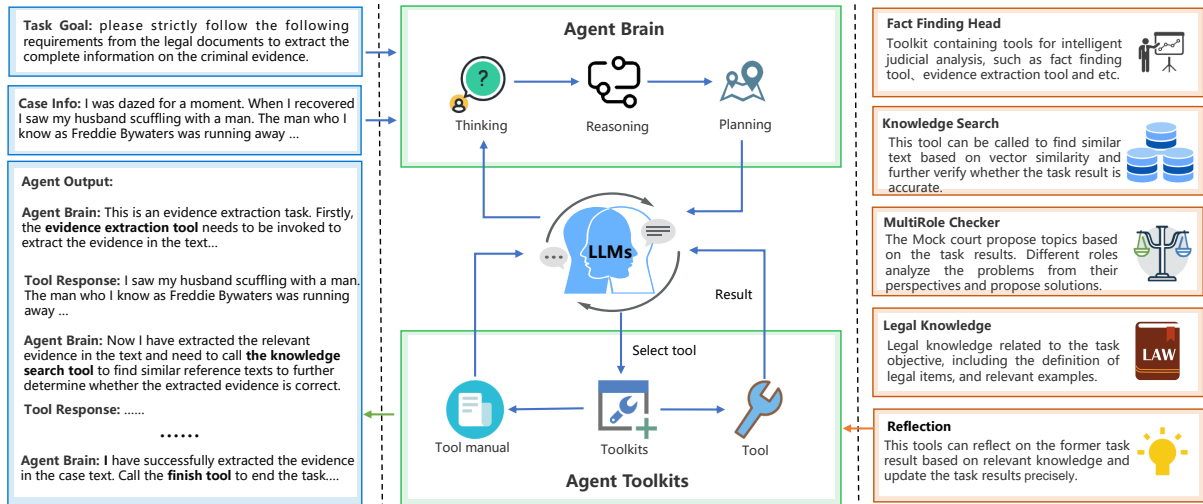 Task Goal: please strictly follow the following
requirements from the legal documents to extract the
complete information on the criminal evidence.
Case Info: I was dazed for a moment. When I recovered
I saw my husband scuffling with a man. The man who I
know as Freddie Bywaters was running away ...
Agent Output:
Agent Brain: This is an evidence extraction task. Firstly,
the evidence extraction tool needs to be invoked to
extract the evidence in the text...
Tool Response: I saw my husband scuffling with a man.
The man who I know as Freddie Bywaters was running
away ...
Agent Brain: Now I have extracted the relevant
evidence in the text and need to call the knowledge
search tool to find similar reference texts to further
determine whether the extracted evidence is correct.
Tool Response: ......
......
Agent Brain: I have successfully extracted the evidence
in the case text. Call the finish tool to end the task....
Agent Brain
?
Thinking
Reasoning
Planning
LLMs
Result
Select tool
Tool manual
Toolkits
Tool
Agent Toolkits
Fact Finding Head
Toolkit containing tools for intelligent
judicial analysis, such as fact finding
tool、evidence extraction tool and etc.
Knowledge Search
This tool can be called to find similar
text based on vector similarity and
further verify whether the task result is
accurate.
MultiRole Checker
The Mock court propose topics based
on the task results. Different roles
analyze the problems from their
perspectives and propose solutions.
Legal Knowledge
Legal knowledge related to the task
objective, including the definition of
legal items, and relevant examples.
LAW
Reflection
This tools can reflect on the former task
result based on relevant knowledge and
update the task results precisely.